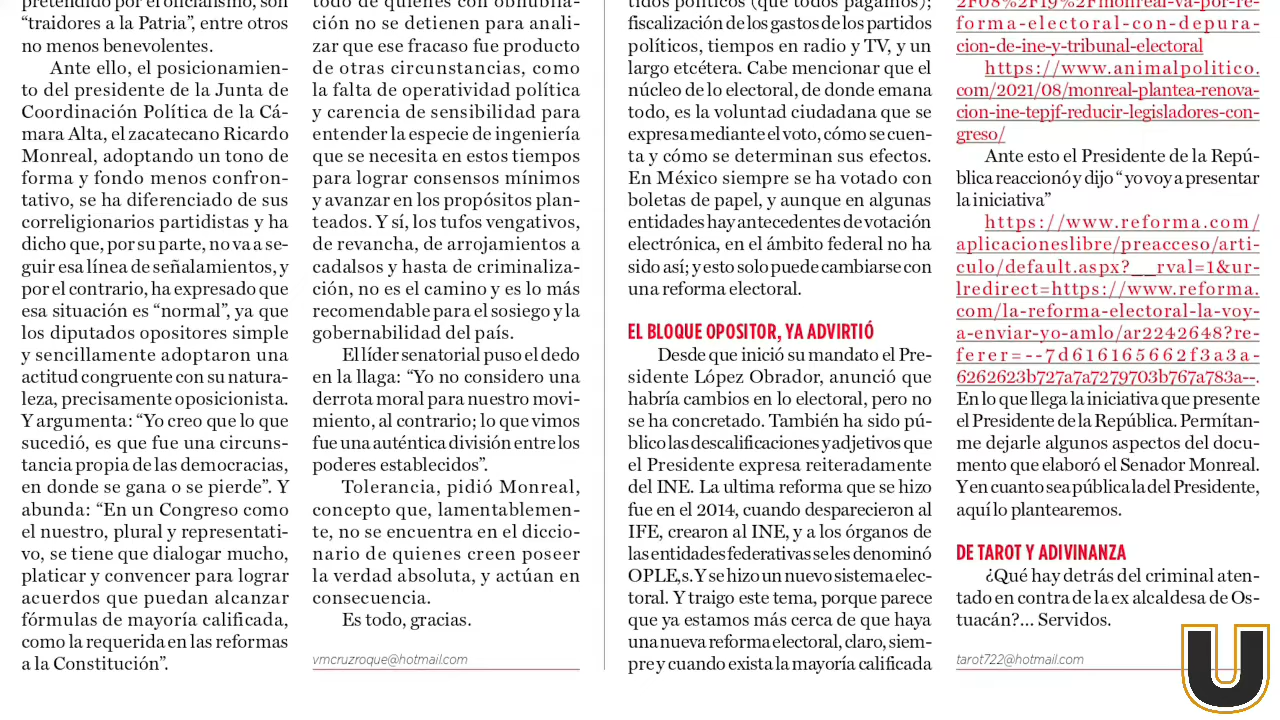 pretendido por el oficialismo, son
"traidores a la Patria", entre otros
no menos benevolentes.
Ante ello, el posicionamien-
to del presidente de la Junta de
Coordinación Política de la Cá-
mara Alta, el zacatecano Ricardo
Monreal, adoptando un tono de
forma y fondo menos confron-
tativo, se ha diferenciado de sus
correligionarios partidistas y ha
dicho que, por su parte, no va a se-
guir esa línea de señalamientos, y
por el contrario, ha expresado que
esa situación es "normal", ya que
los diputados opositores simple
y sencillamente adoptaron una
actitud congruente con su natura-
leza, precisamente oposicionista.
Y argumenta: "Yo creo que lo que
sucedió, es que fue una circuns-
tancia propia de las democracias,
en donde se gana o se pierde". Y
abunda: "En un Congreso como
el nuestro, plural y representati-
vo, se tiene que dialogar mucho,
platicar y convencer para lograr
acuerdos que puedan alcanzar
fórmulas de mayoría calificada,
como la requerida en las reformas
a la Constitución".
todo de quienes con obnubila-
ción no se detienen para anali-
zar que ese fracaso fue producto
de otras circunstancias, como
la falta de operatividad política
y carencia de sensibilidad para
entender la especie de ingeniería
que se necesita en estos tiempos
para lograr consensos mínimos
y avanzar en los propósitos plan-
teados. Y sí, los tufos vengativos,
de revancha, de arrojamientos a
cadalsos y hasta de criminaliza-
ción, no es el camino y es lo más
recomendable para el sosiego y la
gobernabilidad del país.
El líder senatorial puso el dedo
en la llaga: "Yo no considero una
derrota moral para nuestro movi-
miento, al contrario; lo que vimos
fue una auténtica división entre los
poderes establecidos".
Tolerancia, pidió Monreal,
concepto que, lamentablemen-
te, no se encuentra en el diccio-
nario de quienes creen poseer
la verdad absoluta, y actúan en
consecuencia.
Es todo, gracias.
vmcruzroque@hotmail.com
tidos políticos (que todos pagamos);
fiscalización de los gastos de los partidos
políticos, tiempos en radio y TV, y un
largo etcétera. Cabe mencionar que el
núcleo de lo electoral, de donde emana
todo, es la voluntad ciudadana que se
expresa mediante el voto, cómo se cuen-
ta y cómo se determinan sus efectos.
En México siempre se ha votado con
boletas de papel, y aunque en algunas
entidades hay antecedentes de votación
electrónica, en el ámbito federal no ha
sido así; y esto solo puede cambiarse con
una reforma electoral.
EL BLOQUE OPOSITOR, YA ADVIRTIÓ
Desde que inició su mandato el Pre-
sidente López Obrador, anunció que
habría cambios en lo electoral, pero no
se ha concretado. También ha sido pú-
blico las descalificaciones y adjetivos que
el Presidente expresa reiteradamente
del INE. La ultima reforma que se hizo
fue en el 2014, cuando desparecieron al
IFE, crearon al INE, y a los órganos de
las entidades federativas se les denominó
OPLE,s. Y se hizo un nuevo sistema elec-
toral. Y traigo este tema, porque parece
que ya estamos más cerca de que haya
una nueva reforma electoral, claro, siem-
pre y cuando exista la mayoría calificada
2F08%2F19%2Fmonreal-va-por-re-
forma-electoral-con-depura-
cion-de-ine-y-tribunal-electoral
https://www.animalpolitico.
com/2021/08/monreal-plantea-renova-
cion-ine-tepjf-reducir-legisladores-con-
greso/
Ante esto el Presidente de la Repú-
blica reaccionó y dijo " yo voy a presentar
la iniciativa"
https://www.reforma.com/
aplicacioneslibre/preacceso/arti-
culo/default.aspx?__rval=1&ur-
lredirect=https://www.reforma.
com/la-reforma-electoral-la-voy-
a-enviar-yo-amlo/ar2242648?re-
ferer=--7d616165662f3a3a-
6262623b727a7a7279703b767a783a--.
En lo que llega la iniciativa que presente
el Presidente de la República. Permítan-
me dejarle algunos aspectos del docu-
mento que elaboró el Senador Monreal.
Y en cuanto sea pública la del Presidente,
aquí lo plantearemos.
DE TAROT Y ADIVINANZA
¿Qué hay detrás del criminal aten-
tado en contra de la ex alcaldesa de Os-
tuacán?... Servidos.
tarot722@hotmail.com
U